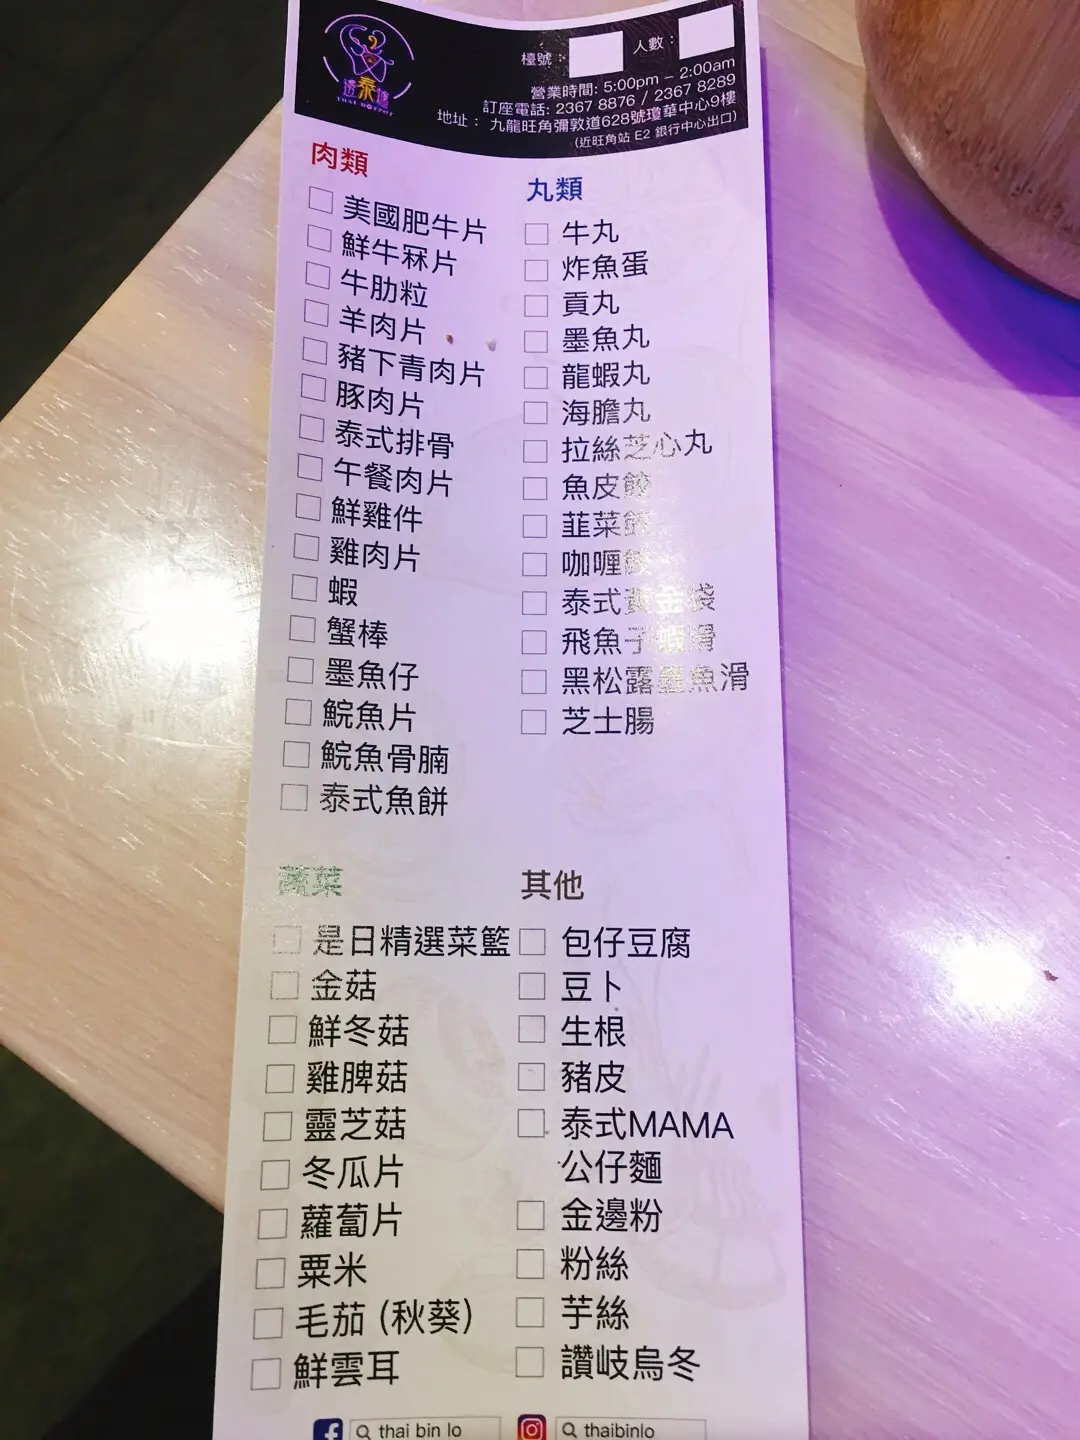 邊泰爐
THAI HOTPOT
檯號：
人數：
營業時間: 5:00pm – 2:00am
訂座電話: 2367 8876 / 2367 8289
地址： 九龍旺角彌敦道628號瓊華中心9樓
(近旺角站 E2 銀行中心出口)
肉類
美國肥牛片
鮮牛冧片
牛肋粒
羊肉片
豬下青肉片
豚肉片
泰式排骨
午餐肉片
鮮雞件
雞肉片
蝦
蟹棒
墨魚仔
鯇魚片
鯇魚骨腩
泰式魚餅
丸類
牛丸
炸魚蛋
貢丸
墨魚丸
龍蝦丸
海膽丸
拉絲芝心丸
魚皮餃
韮菜餃
咖喱餃
泰式黃金袋
飛魚子蝦滑
黑松露墨魚滑
芝士腸
蔬菜
是日精選菜籃
金菇
鮮冬菇
雞脾菇
靈芝菇
冬瓜片
蘿蔔片
粟米
毛茄 (秋葵)
鮮雲耳
其他
包仔豆腐
豆卜
生根
豬皮
泰式MAMA
公仔麵
金邊粉
粉絲
芋絲
讚岐烏冬
thai bin lo
thaibinlo